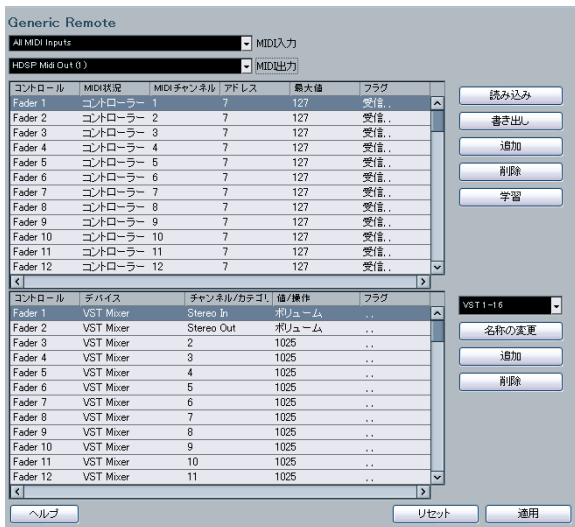 Generic Remote
All MIDI Inputs MIDI入力
HDSP Midi Out (1) MIDI出力
コントロール MIDI状況 MIDIチャンネル アドレス 最大値 フラグ
Fader 1 コントローラー 1 7 127 受信,,
Fader 2 コントローラー 2 7 127 受信,,
Fader 3 コントローラー 3 7 127 受信,,
Fader 4 コントローラー 4 7 127 受信,,
Fader 5 コントローラー 5 7 127 受信,,
Fader 6 コントローラー 6 7 127 受信,,
Fader 7 コントローラー 7 7 127 受信,,
Fader 8 コントローラー 8 7 127 受信,,
Fader 9 コントローラー 9 7 127 受信,,
Fader 10 コントローラー 10 7 127 受信,,
Fader 11 コントローラー 11 7 127 受信,,
Fader 12 コントローラー 12 7 127 受信,,
読み込み
書き出し
追加
削除
学習
コントロール デバイス チャンネル/カテゴリ 値/操作 フラグ
Fader 1 VST Mixer Stereo In ボリューム ,,
Fader 2 VST Mixer Stereo Out ボリューム ,,
Fader 3 VST Mixer 2 1025 ,,
Fader 4 VST Mixer 3 1025 ,,
Fader 5 VST Mixer 4 1025 ,,
Fader 6 VST Mixer 5 1025 ,,
Fader 7 VST Mixer 6 1025 ,,
Fader 8 VST Mixer 7 1025 ,,
Fader 9 VST Mixer 8 1025 ,,
Fader 10 VST Mixer 9 1025 ,,
Fader 11 VST Mixer 10 1025 ,,
Fader 12 VST Mixer 11 1025 ,,
VST 1-16
名称の変更
追加
削除
ヘルプ リセット 適用